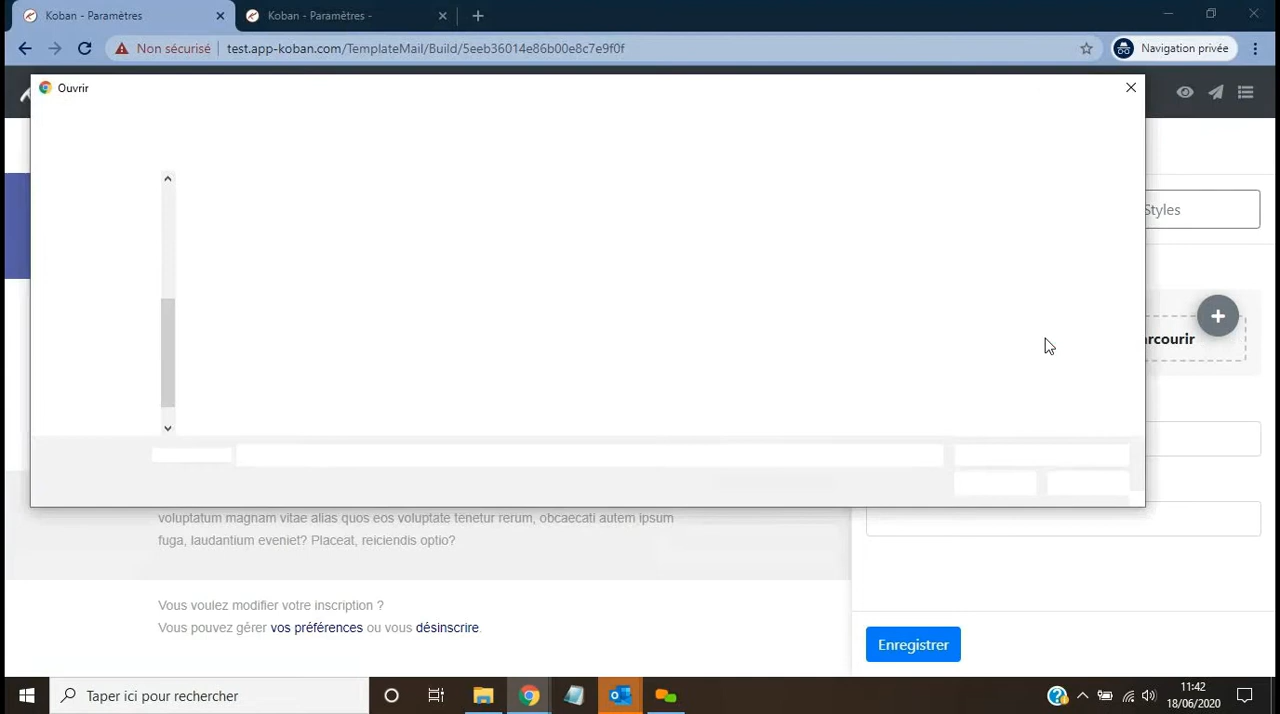 Koban - Paramètres
Koban - Paramètres -
Non sécurisé
test.app-koban.com/TemplateMail/Build/5eeb36014e86b00e8c7e9f0f
Navigation privée
Ouvrir
Styles
arcourir
voluptatum magnam vitae alias quos eos voluptate tenetur rerum, obcaecati autem ipsum
fuga, laudantium eveniet? Placeat, reiciendis optio?
Vous voulez modifier votre inscription ?
Vous pouvez gérer vos préférences ou vous désinscrire.
Enregistrer
Taper ici pour rechercher
11:42
18/06/2020